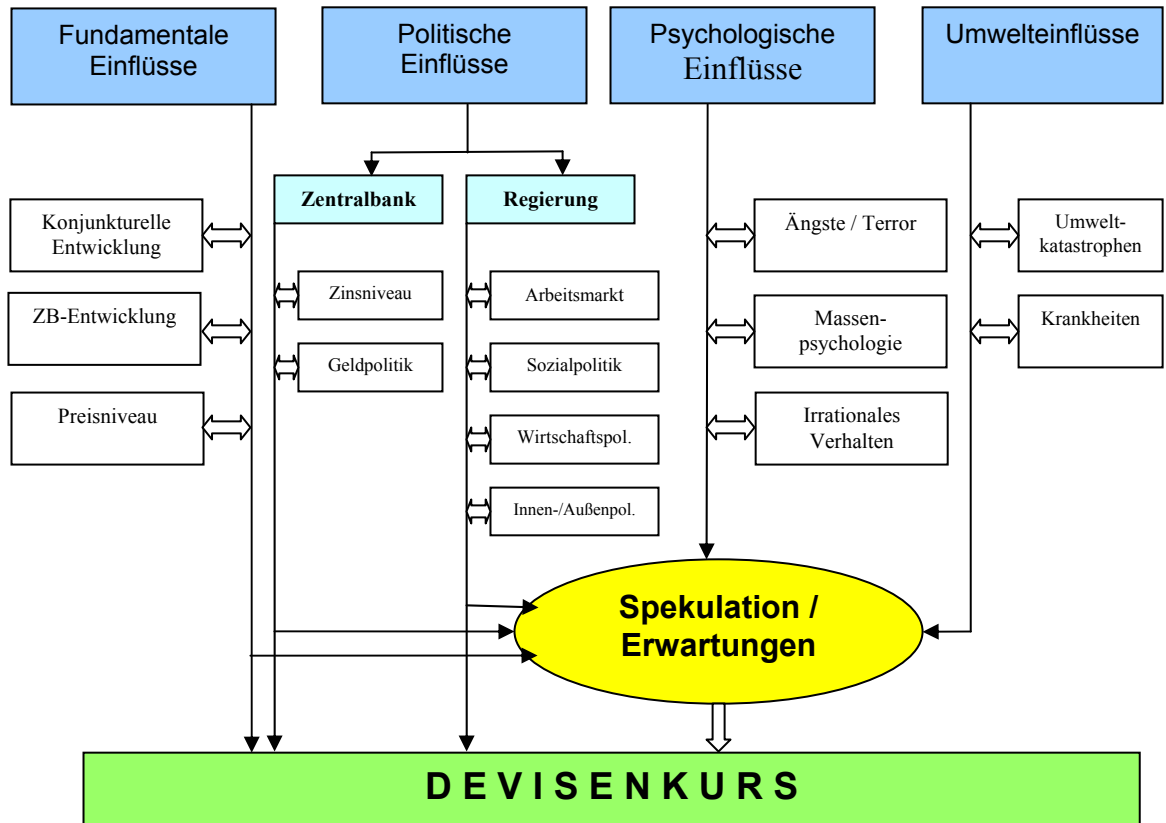 Fundamentale
Einflüsse
Politische
Einflüsse
Psychologische
Einflüsse
Umwelteinflüsse
Zentralbank
Regierung
Konjunkturelle
Entwicklung
ZB-Entwicklung
Preisniveau
Zinsniveau
Geldpolitik
Arbeitsmarkt
Sozialpolitik
Wirtschaftspol.
Innen-/Außenpol.
Ängste / Terror
Massen-
psychologie
Irrationales
Verhalten
Umwelt-
katastrophen
Krankheiten
Spekulation /
Erwartungen
D E V I S E N K U R S